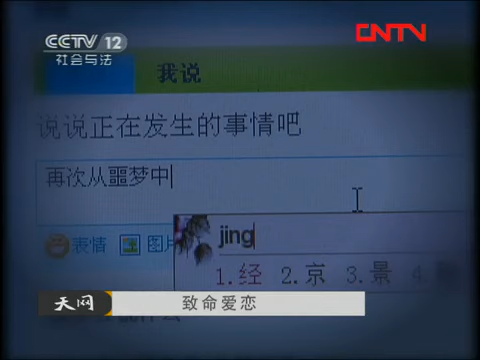 CCTV 12
社会与法
CNTV
我说
说说正在发生的事情吧
再次从噩梦中
jing
表情 图片
1.经 2.京 3.景 4.
天网 致命爱恋